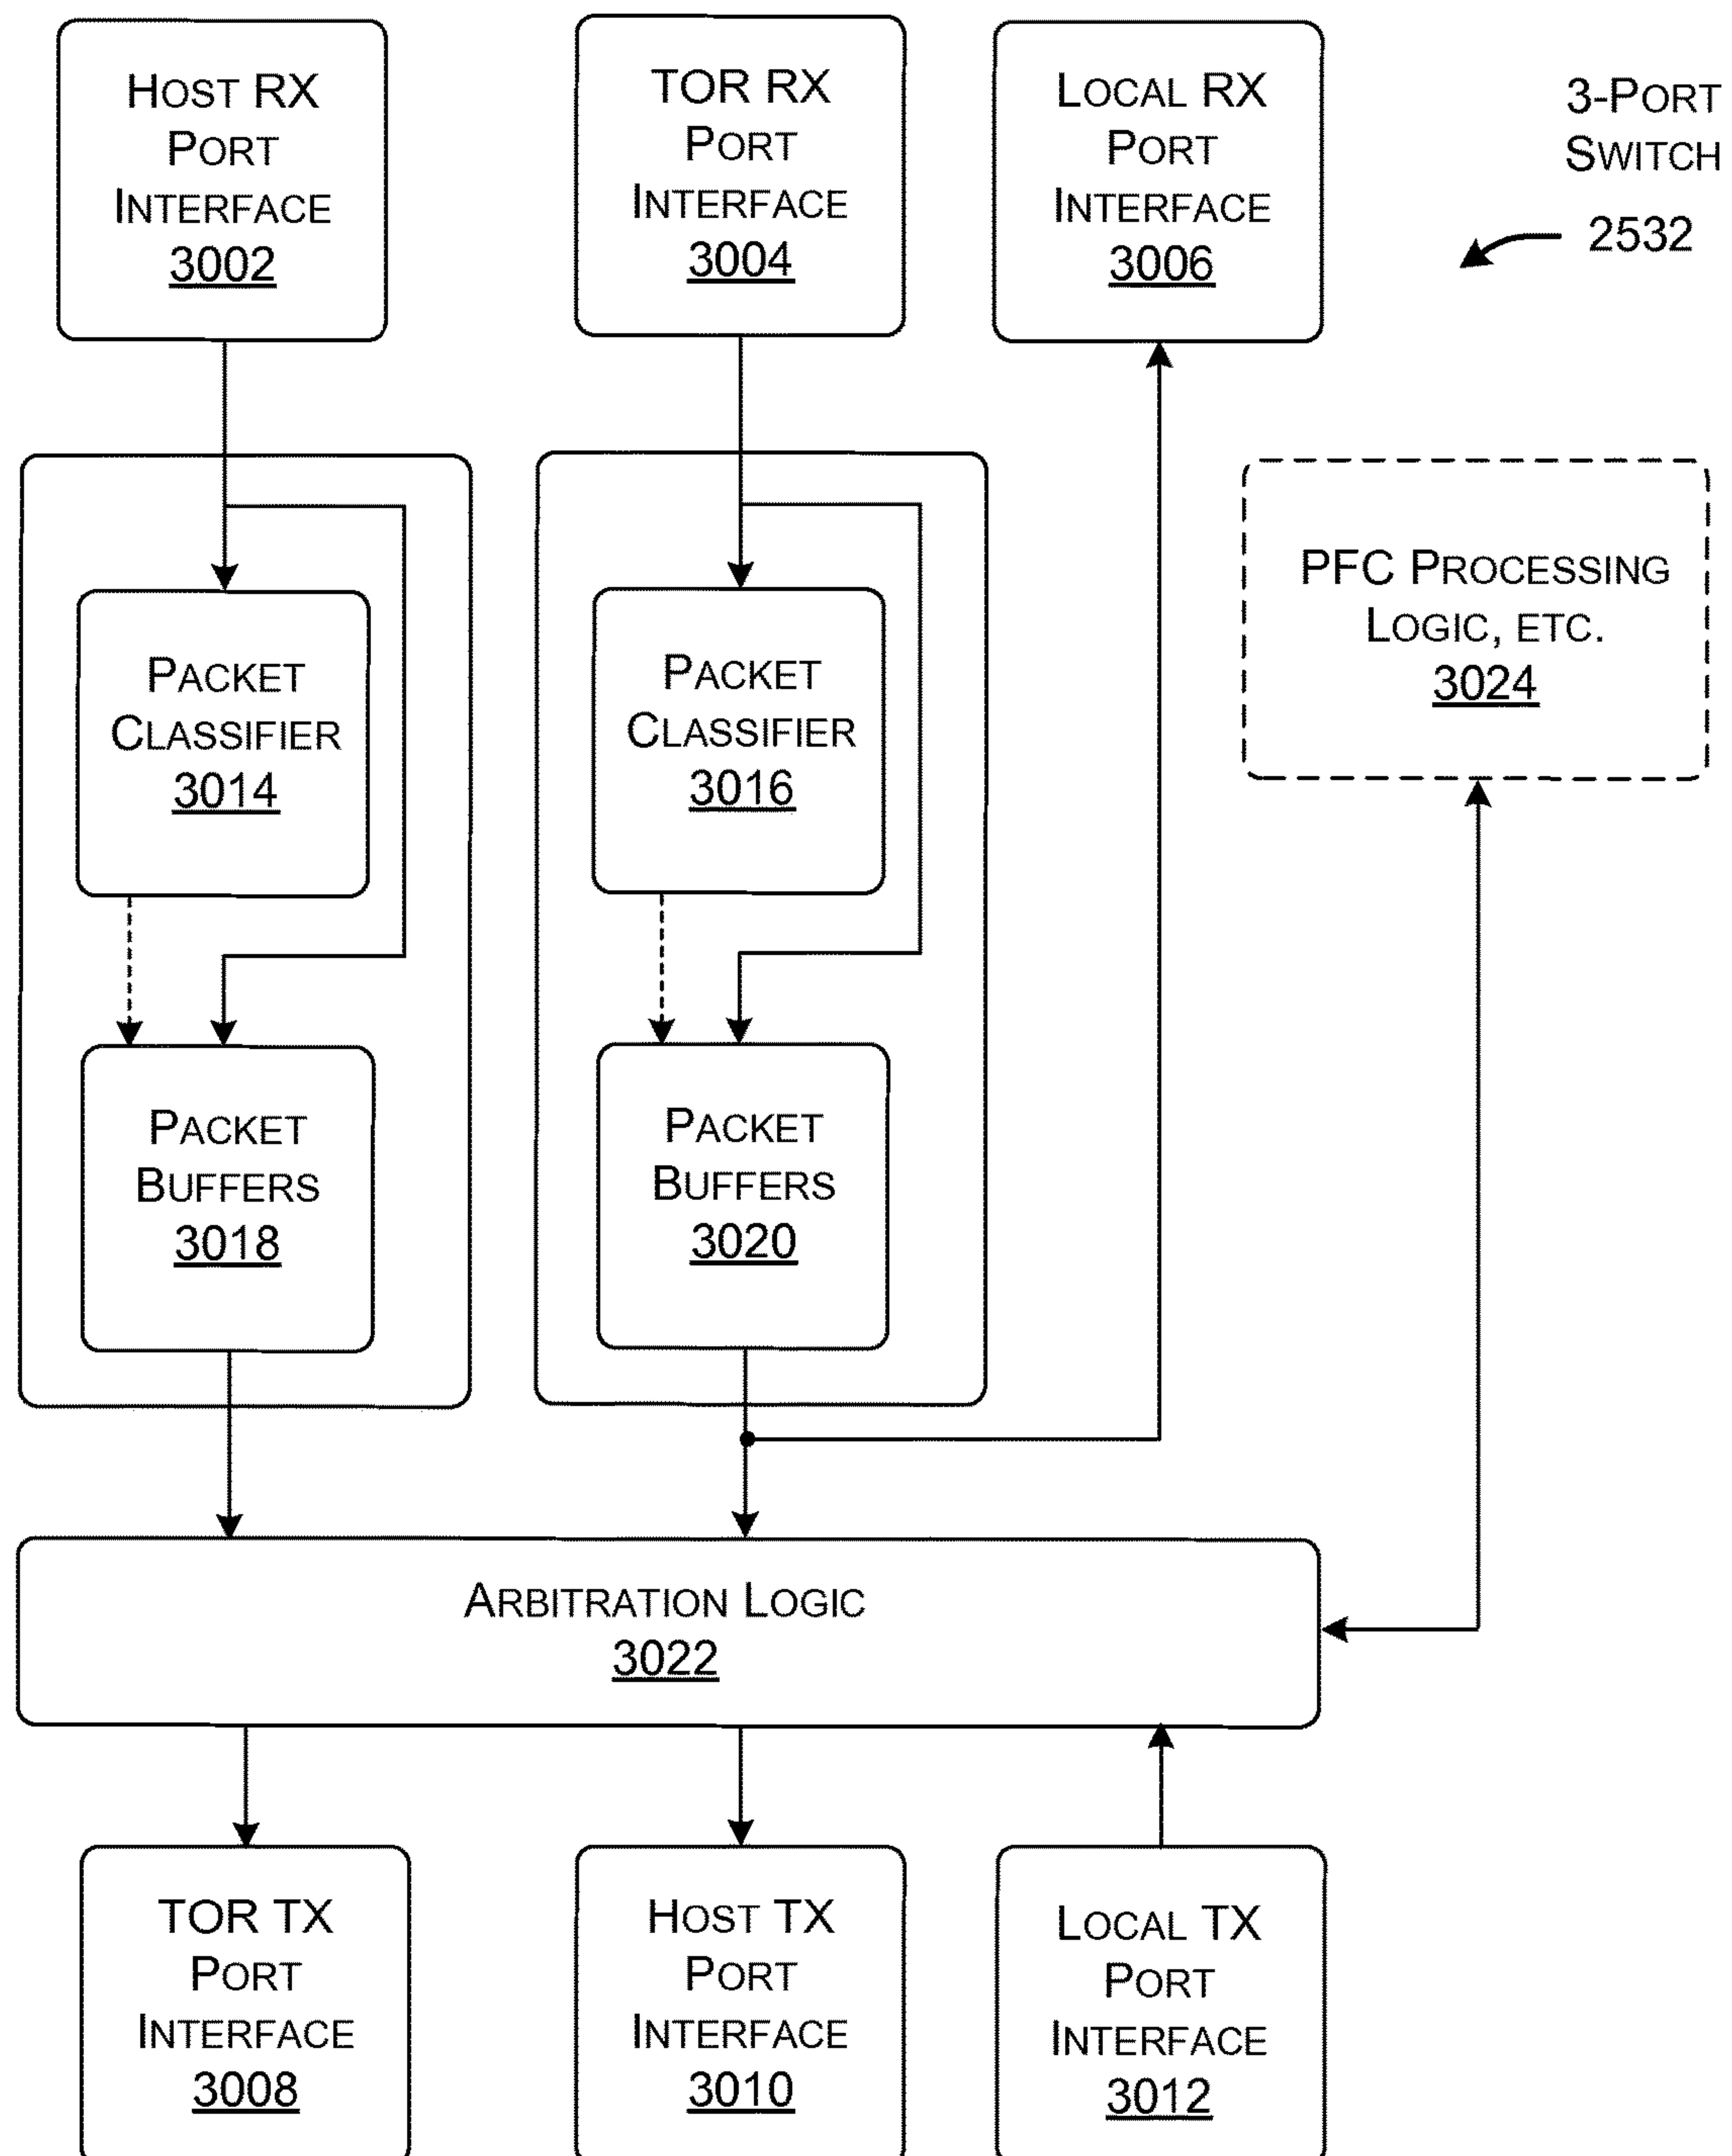 HOST RX
PORT
INTERFACE
3002
TOR RX
PORT
INTERFACE
3004
LOCAL RX
PORT
INTERFACE
3006
3-PORT
SWITCH
2532
PACKET
CLASSIFIER
3014
PACKET
CLASSIFIER
3016
PFC PROCESSING
LOGIC, ETC.
3024
PACKET
BUFFERS
3018
PACKET
BUFFERS
3020
ARBITRATION LOGIC
3022
TOR TX
PORT
INTERFACE
3008
HOST TX
PORT
INTERFACE
3010
LOCAL TX
PORT
INTERFACE
3012